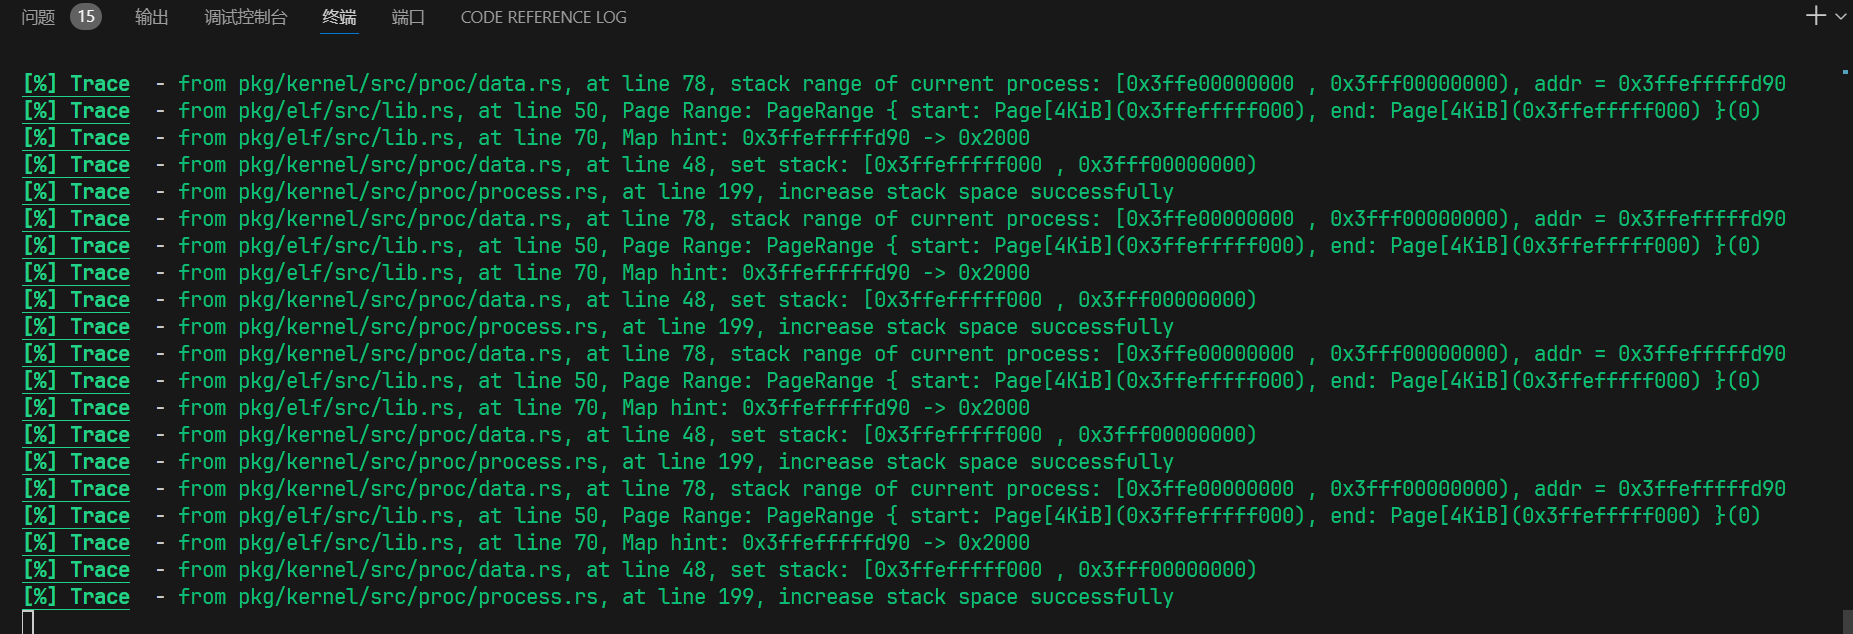 问题 15 输出 调试控制台 终端 端口 CODE REFERENCE LOG
[%] Trace - from pkg/kernel/src/proc/data.rs, at line 78, stack range of current process: [0x3ffe00000000 , 0x3fff00000000), addr = 0x3ffefffffd90
[%] Trace - from pkg/elf/src/lib.rs, at line 50, Page Range: PageRange { start: Page[4KiB](0x3ffefffff000), end: Page[4KiB](0x3ffefffff000) }(0)
[%] Trace - from pkg/elf/src/lib.rs, at line 70, Map hint: 0x3ffefffffd90 -> 0x2000
[%] Trace - from pkg/kernel/src/proc/data.rs, at line 48, set stack: [0x3ffefffff000 , 0x3fff00000000)
[%] Trace - from pkg/kernel/src/proc/process.rs, at line 199, increase stack space successfully
[%] Trace - from pkg/kernel/src/proc/data.rs, at line 78, stack range of current process: [0x3ffe00000000 , 0x3fff00000000), addr = 0x3ffefffffd90
[%] Trace - from pkg/elf/src/lib.rs, at line 50, Page Range: PageRange { start: Page[4KiB](0x3ffefffff000), end: Page[4KiB](0x3ffefffff000) }(0)
[%] Trace - from pkg/elf/src/lib.rs, at line 70, Map hint: 0x3ffefffffd90 -> 0x2000
[%] Trace - from pkg/kernel/src/proc/data.rs, at line 48, set stack: [0x3ffefffff000 , 0x3fff00000000)
[%] Trace - from pkg/kernel/src/proc/process.rs, at line 199, increase stack space successfully
[%] Trace - from pkg/kernel/src/proc/data.rs, at line 78, stack range of current process: [0x3ffe00000000 , 0x3fff00000000), addr = 0x3ffefffffd90
[%] Trace - from pkg/elf/src/lib.rs, at line 50, Page Range: PageRange { start: Page[4KiB](0x3ffefffff000), end: Page[4KiB](0x3ffefffff000) }(0)
[%] Trace - from pkg/elf/src/lib.rs, at line 70, Map hint: 0x3ffefffffd90 -> 0x2000
[%] Trace - from pkg/kernel/src/proc/data.rs, at line 48, set stack: [0x3ffefffff000 , 0x3fff00000000)
[%] Trace - from pkg/kernel/src/proc/process.rs, at line 199, increase stack space successfully
[%] Trace - from pkg/kernel/src/proc/data.rs, at line 78, stack range of current process: [0x3ffe00000000 , 0x3fff00000000), addr = 0x3ffefffffd90
[%] Trace - from pkg/elf/src/lib.rs, at line 50, Page Range: PageRange { start: Page[4KiB](0x3ffefffff000), end: Page[4KiB](0x3ffefffff000) }(0)
[%] Trace - from pkg/elf/src/lib.rs, at line 70, Map hint: 0x3ffefffffd90 -> 0x2000
[%] Trace - from pkg/kernel/src/proc/data.rs, at line 48, set stack: [0x3ffefffff000 , 0x3fff00000000)
[%] Trace - from pkg/kernel/src/proc/process.rs, at line 199, increase stack space successfully